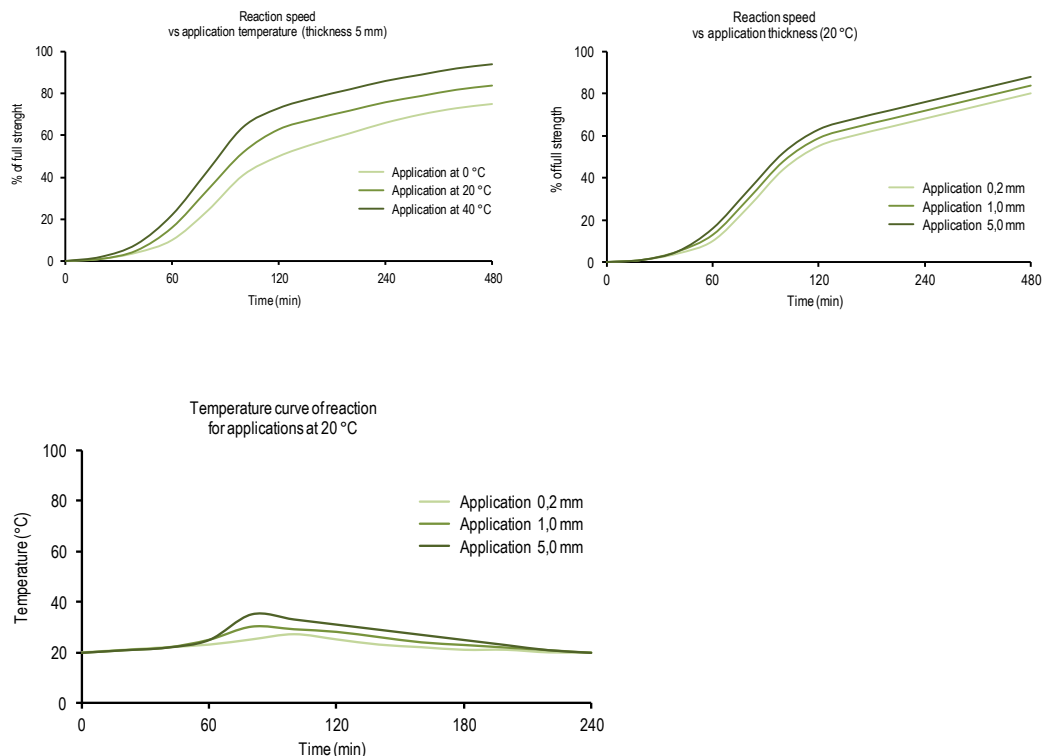 Reaction speed
vs application temperature (thickness 5 mm)
100
80
60
40
20
0
% of full strenght
Application at 0 °C
Application at 20 °C
Application at 40 °C
0 60 120 240 480
Time (min)
Reaction speed
vs application thickness (20 °C)
100
80
60
40
20
0
% offull strength
Application 0,2 mm
Application 1,0 mm
Application 5,0 mm
0 60 120 240 480
Time (min)
Temperature curve of reaction
for applications at 20 °C
100
80
60
40
20
0
Temperature (°C)
Application 0,2 mm
Application 1,0 mm
Application 5,0 mm
0 60 120 180 240
Time (min)